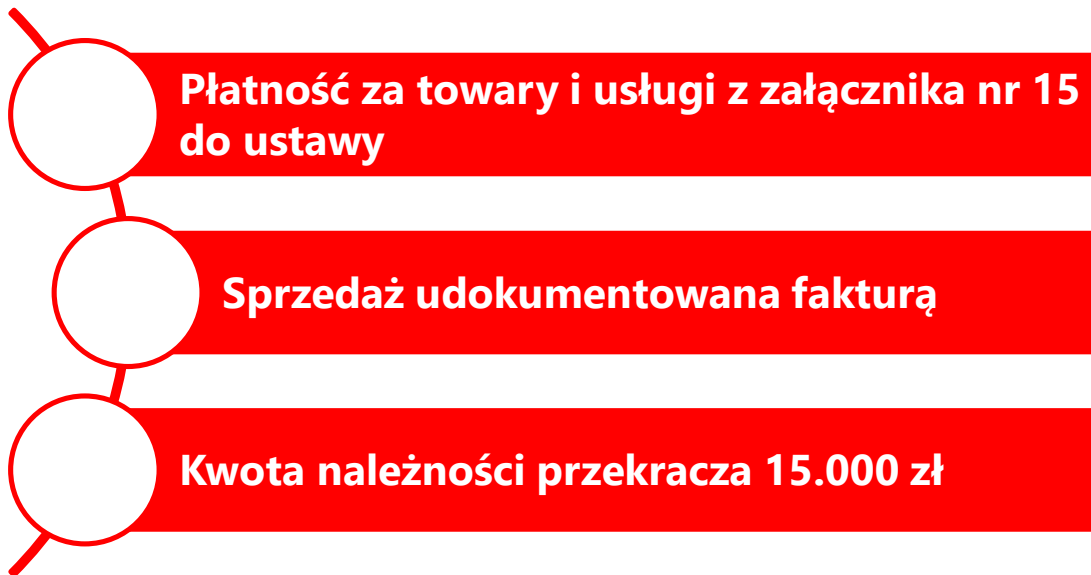 Płatność za towary i usługi z załącznika nr 15
do ustawy
Sprzedaż udokumentowana fakturą
Kwota należności przekracza 15.000 zł